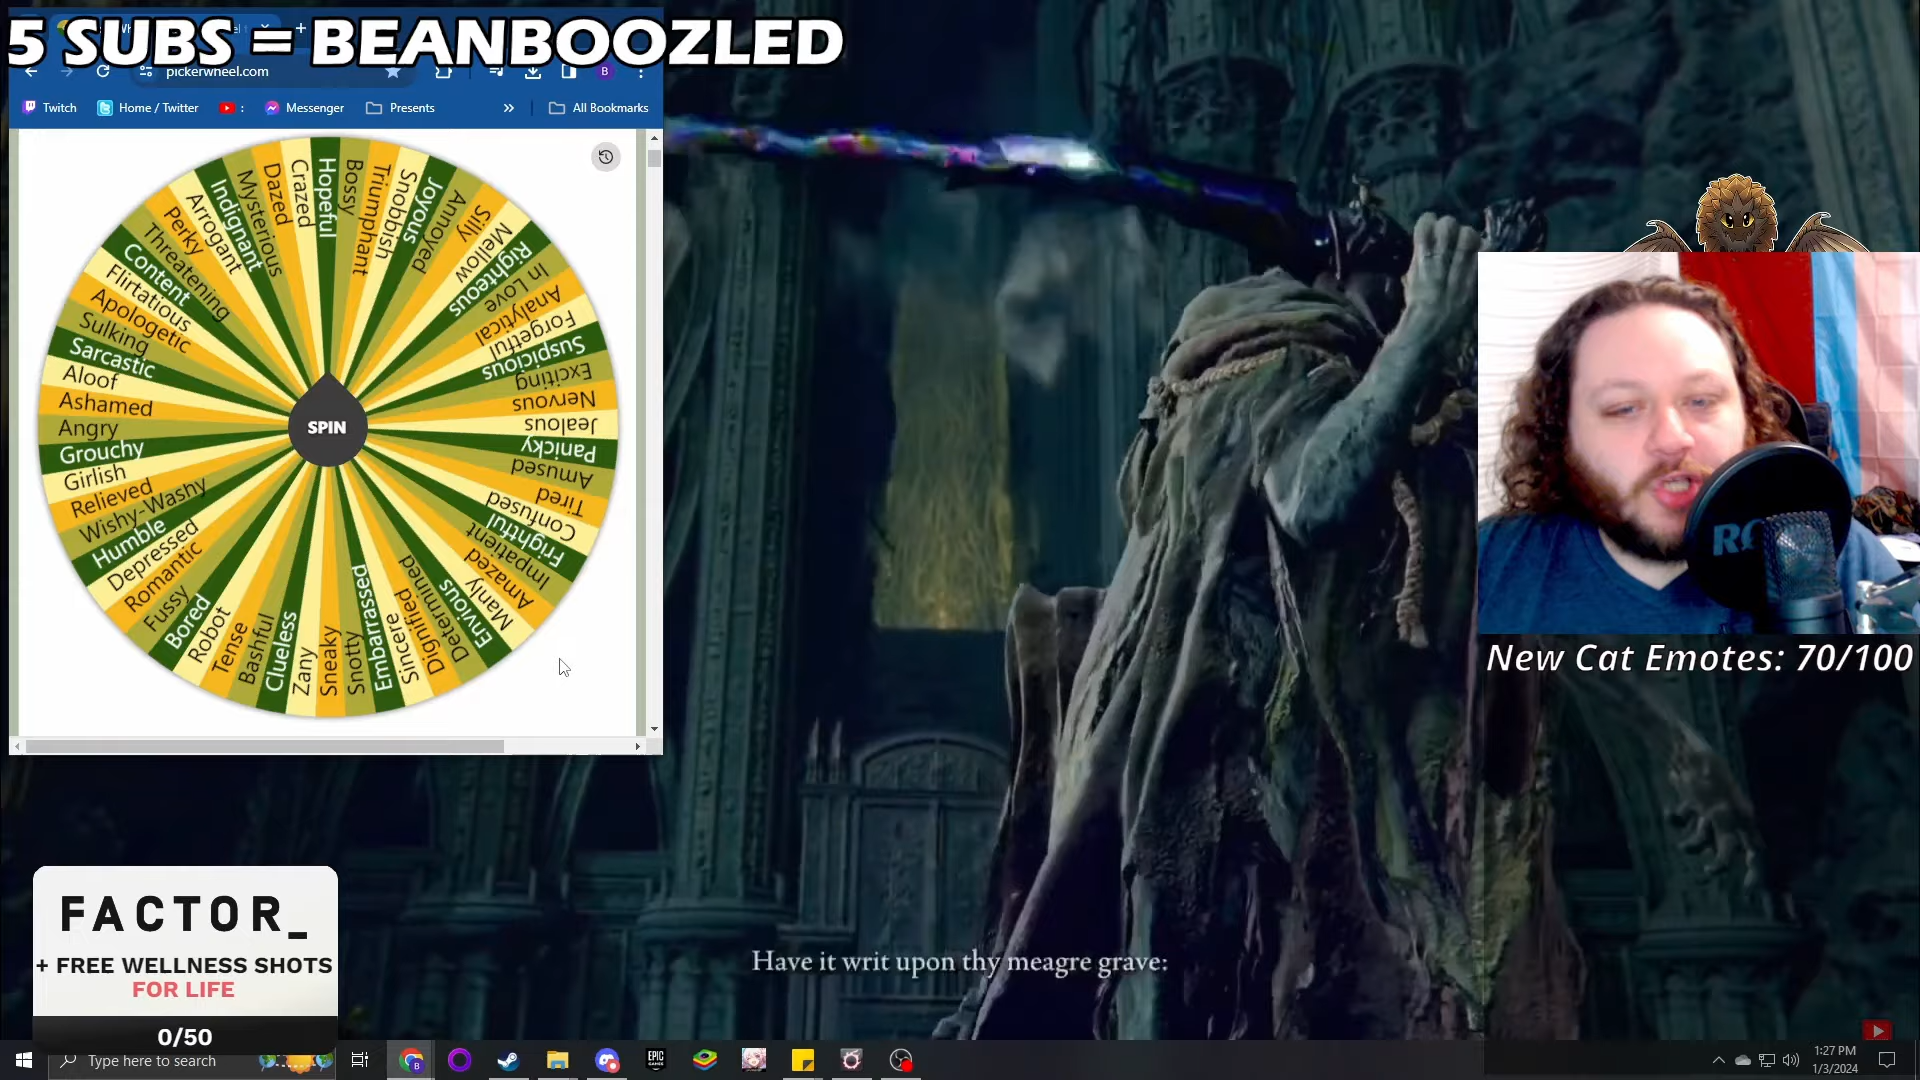 5 SUBS = BEANBOOZLED
pickerwheel.com
B
Twitch
Home / Twitter
:
Messenger
Presents
»
All Bookmarks
Hopeful
Bossy
Triumphant
Snobbish
Joyous
Annoyed
Silly
Mellow
Righteous
In Love
Analytical
Forgetful
Suspicious
Exciting
Nervous
Jealous
Panicky
Amused
Tired
Confused
Frightful
Impatient
Amazed
Manly
Envious
Determined
Dignified
Sincere
Embarrassed
Snotty
Sneaky
Zany
Clueless
Bashful
Tense
Robot
Bored
Fussy
Romantic
Depressed
Humble
Wishy-Washy
Relieved
Girlish
Grouchy
Angry
Ashamed
Aloof
Sarcastic
Sulking
Apologetic
Flirtatious
Content
Threatening
Perky
Arrogant
Indignant
Mysterious
Dazed
Crazed
SPIN
New Cat Emotes: 70/100
Have it writ upon thy meagre grave:
FACTOR_
+ FREE WELLNESS SHOTS
FOR LIFE
0/50
Type here to search
EPIC
GAMES
1:27 PM
1/3/2024